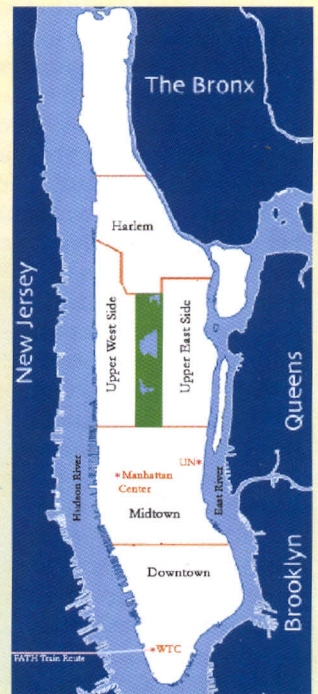 The Bronx
Harlem
New Jersey
Upper West Side
Upper East Side
Queens
Hudson River
*Manhattan
Center
UN*
East River
Midtown
Downtown
Brooklyn
*WTC
PATH Train Route